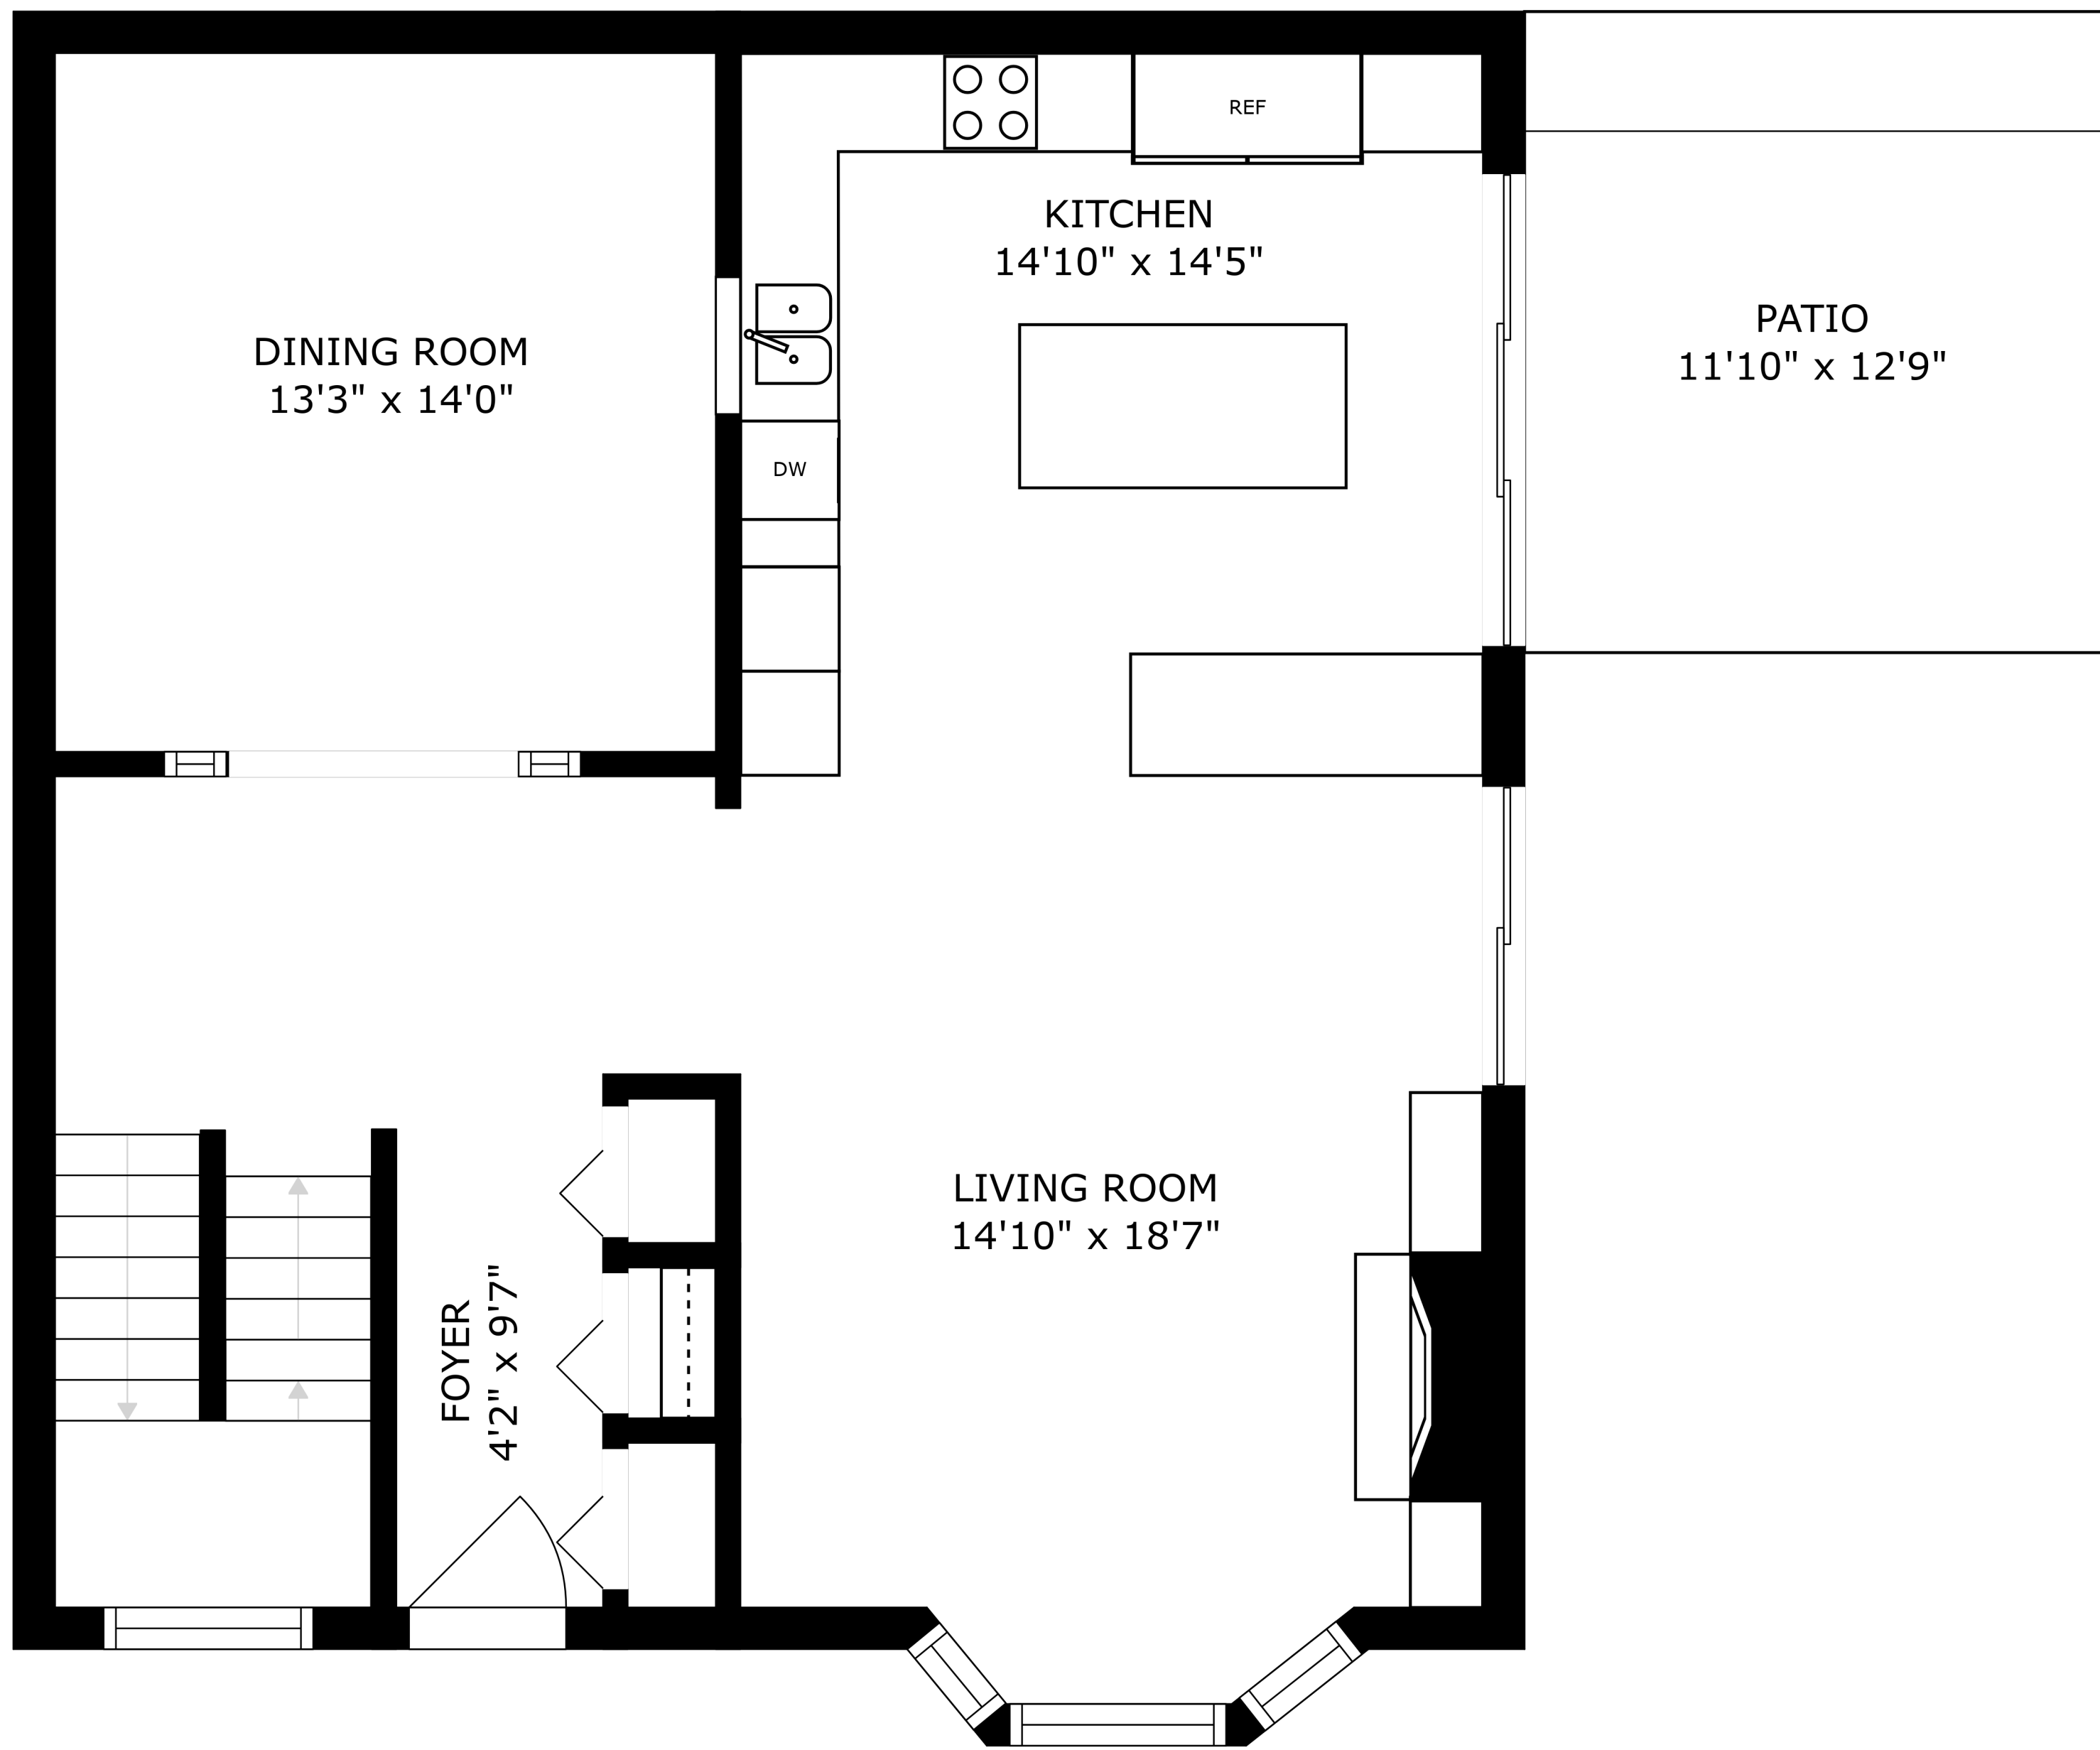 REF
KITCHEN
14'10" x 14'5"
PATIO
11'10" x 12'9"
DINING ROOM
13'3" x 14'0"
DW
LIVING ROOM
14'10" x 18'7"
FOYER
4'2" x 9'7"